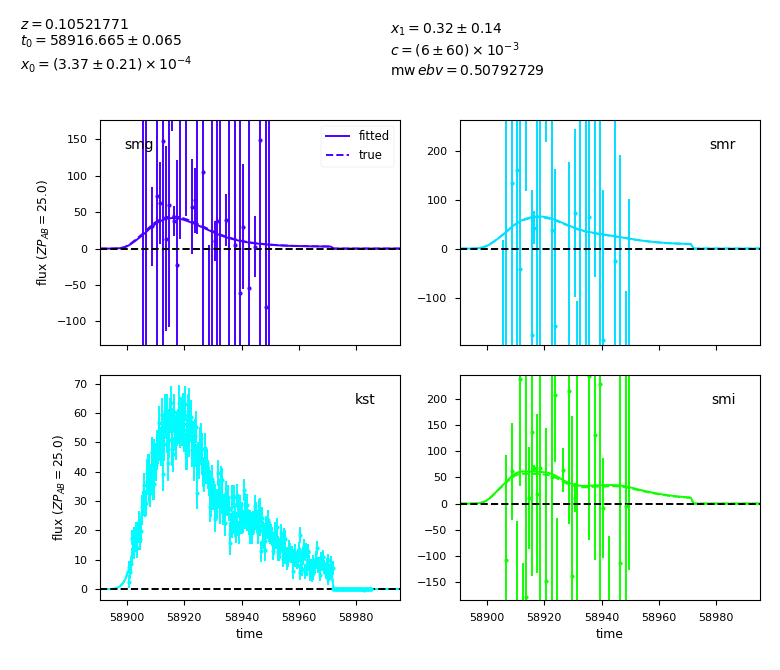 z = 0.10521771
t₀ = 58916.665 ± 0.065
x₀ = (3.37 ± 0.21) × 10⁻⁴
x₁ = 0.32 ± 0.14
c = (6 ± 60) × 10⁻³
mw ebv = 0.50792729
smg
fitted
true
150
100
50
0
−50
−100
flux (ZP_AB = 25.0)
smr
200
100
0
−100
kst
70
60
50
40
30
20
10
0
flux (ZP_AB = 25.0)
58900 58920 58940 58960 58980
time
smi
200
150
100
50
0
−50
−100
−150
58900 58920 58940 58960 58980
time